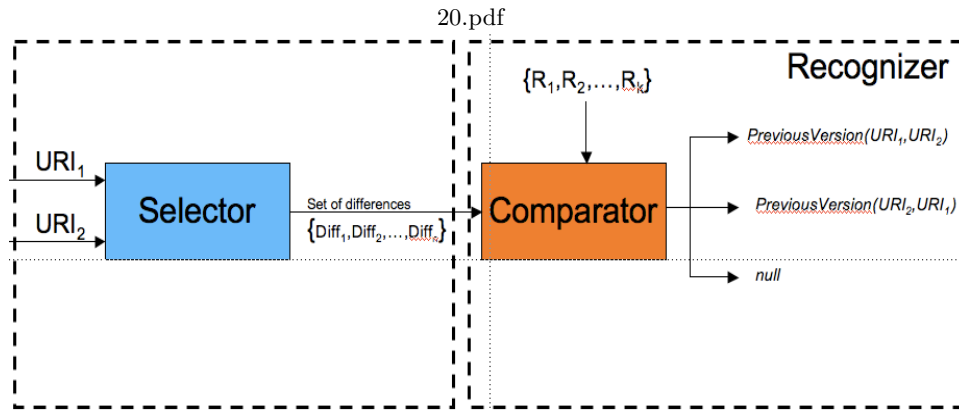 20.pdf
Recognizer
{R₁,R₂,...,Rₖ}
URI₁
URI₂
Selector
Set of differences
{Diff₁,Diff₂,...,Diffₙ}
Comparator
PreviousVersion(URI₁,URI₂)
PreviousVersion(URI₂,URI₁)
null